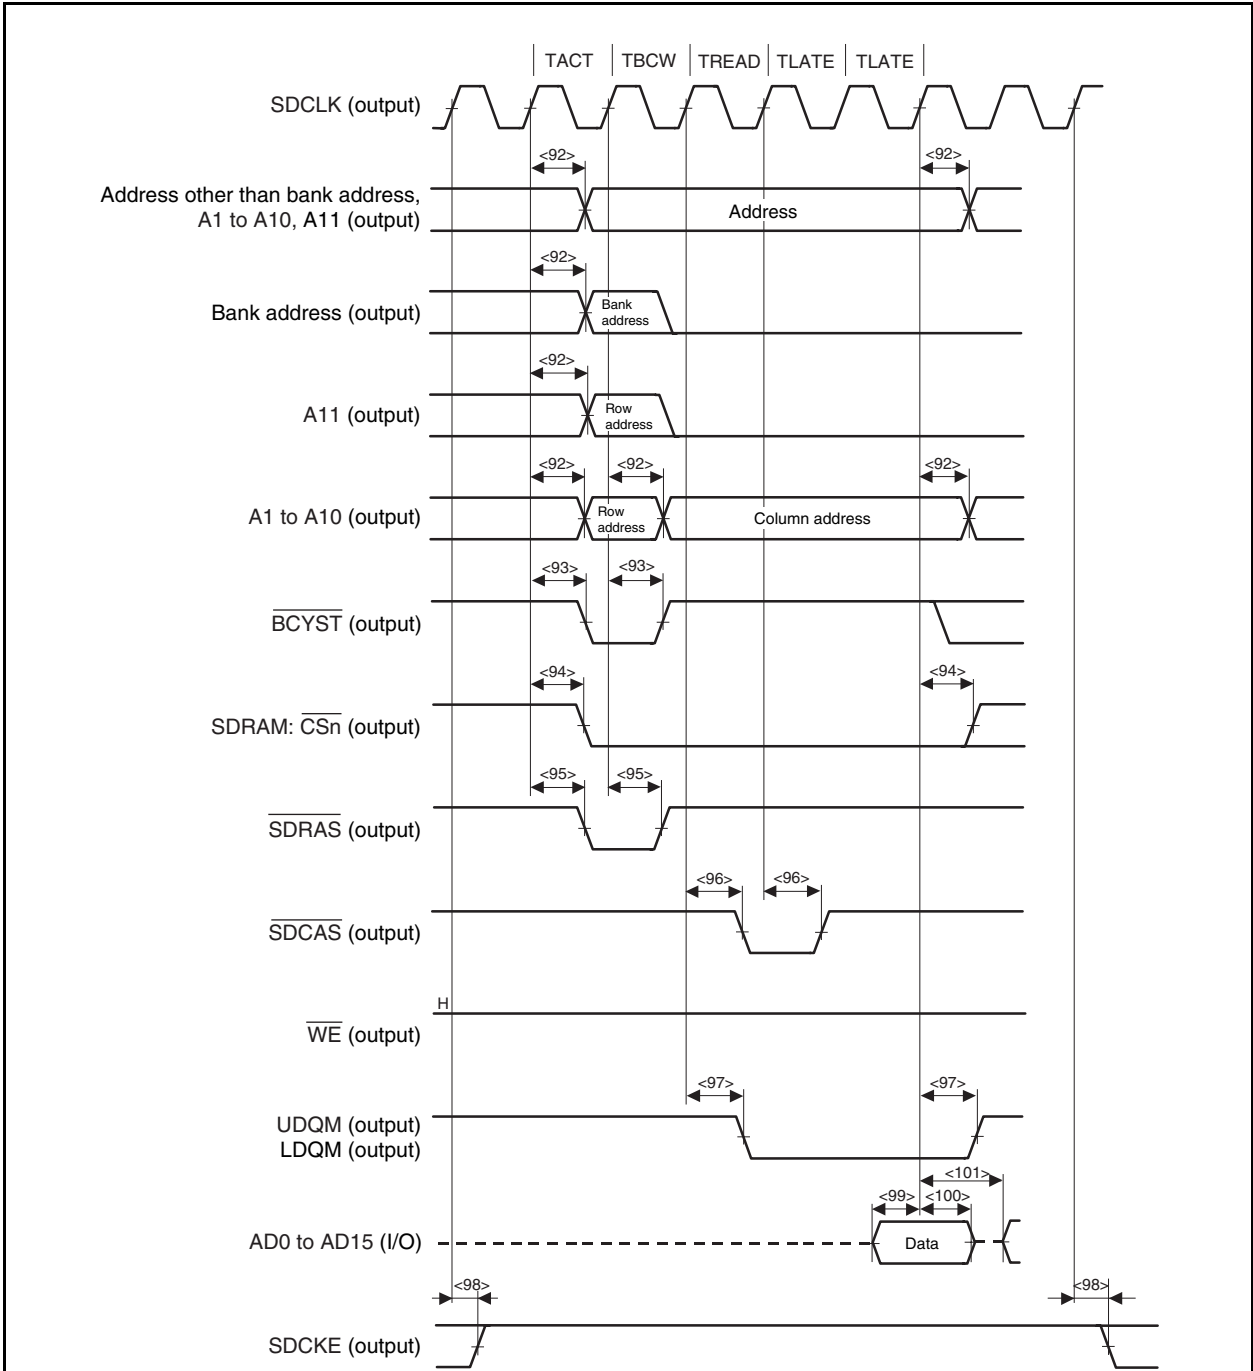 TACT TBCW TREAD TLATE TLATE
SDCLK (output)
<92> <92>
Address other than bank address,
A1 to A10, A11 (output)
Address
<92>
Bank address (output)
Bank
address
<92>
A11 (output)
Row
address
<92> <92> <92>
A1 to A10 (output)
Row
address
Column address
<93> <93>
BCYST (output)
<94> <94>
SDRAM: CSn (output)
<95> <95>
SDRAS (output)
<96> <96>
SDCAS (output)
H
WE (output)
<97> <97>
UDQM (output)
LDQM (output)
<101>
<99> <100>
AD0 to AD15 (I/O)
Data
<98> <98>
SDCKE (output)